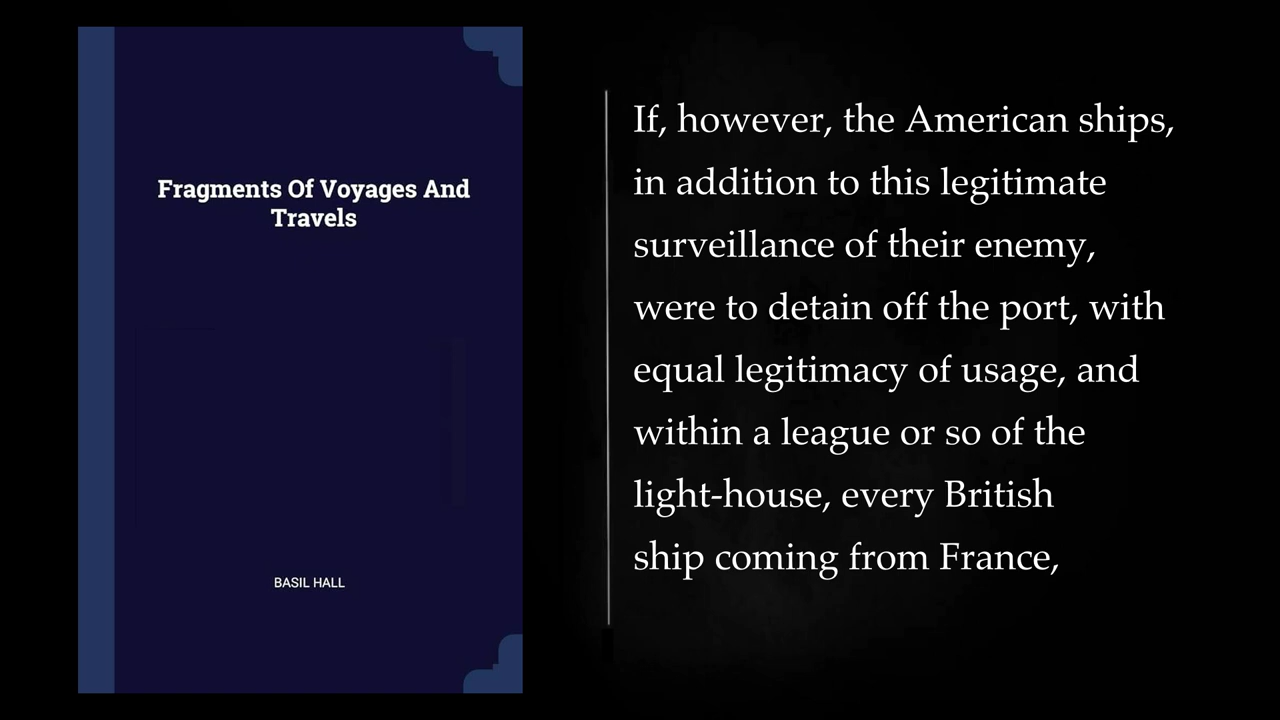 Fragments Of Voyages And
Travels
BASIL HALL
If, however, the American ships,
in addition to this legitimate
surveillance of their enemy,
were to detain off the port, with
equal legitimacy of usage, and
within a league or so of the
light-house, every British
ship coming from France,